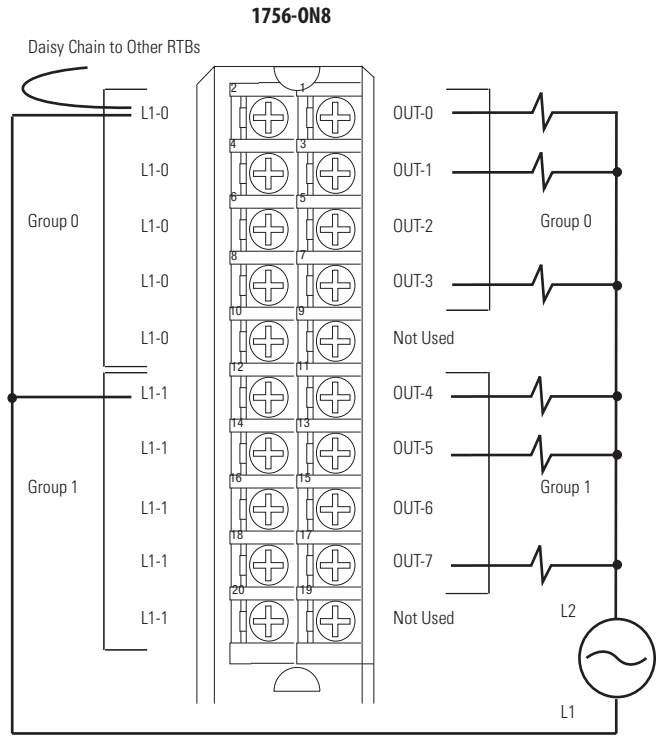 1756-ON8
Daisy Chain to Other RTBs
2 1
L1-0 OUT-0
4 3
L1-0 OUT-1
6 5
Group 0 L1-0 OUT-2 Group 0
8 7
L1-0 OUT-3
10 9
L1-0 Not Used
12 11
L1-1 OUT-4
14 13
L1-1 OUT-5
16 15
Group 1 Group 1
L1-1 OUT-6
18 17
L1-1 OUT-7
20 19
L1-1 Not Used
L2
L1